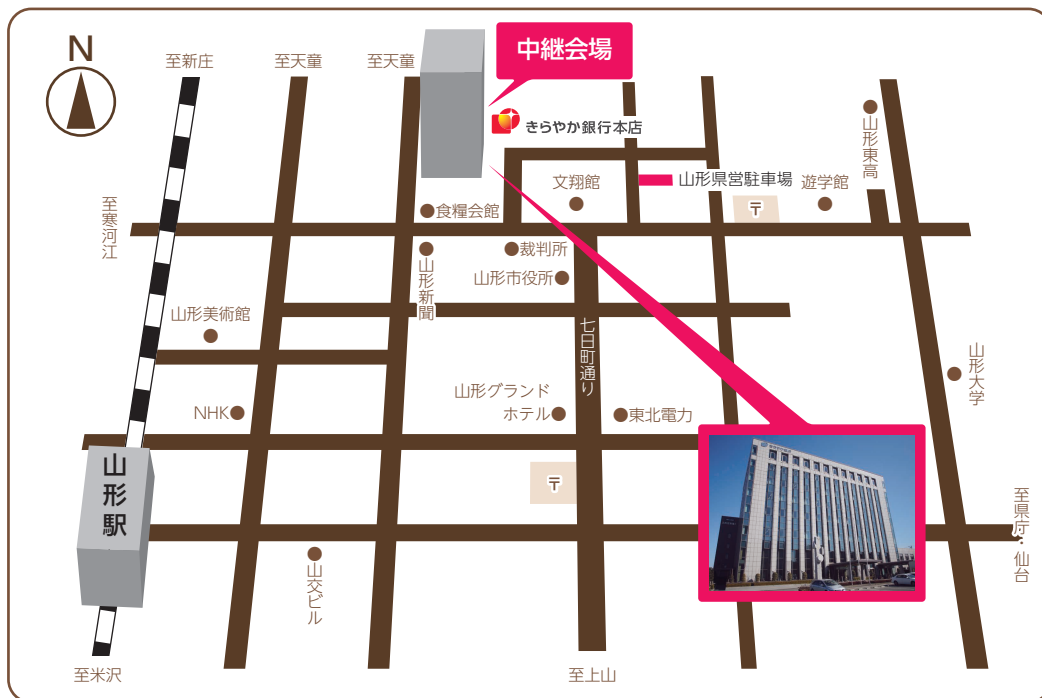 N
至新庄
至天童
至天童
中継会場
きらやか銀行本店
山形東高
文翔館
山形県営駐車場
遊学館
〒
至寒河江
食糧会館
裁判所
山形新聞
山形市役所
山形美術館
七日町通り
山形大学
山形グランド
ホテル
NHK
東北電力
山形駅
〒
至県庁・仙台
山交ビル
至米沢
至上山